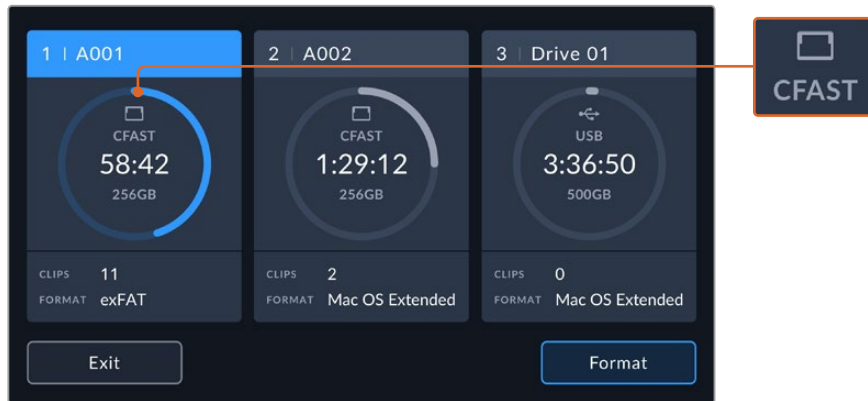 1 | A001
CFAST
58:42
256GB
CLIPS 11
FORMAT exFAT
2 | A002
CFAST
1:29:12
256GB
CLIPS 2
FORMAT Mac OS Extended
3 | Drive 01
USB
3:36:50
500GB
CLIPS 0
FORMAT Mac OS Extended
Exit
Format
CFAST